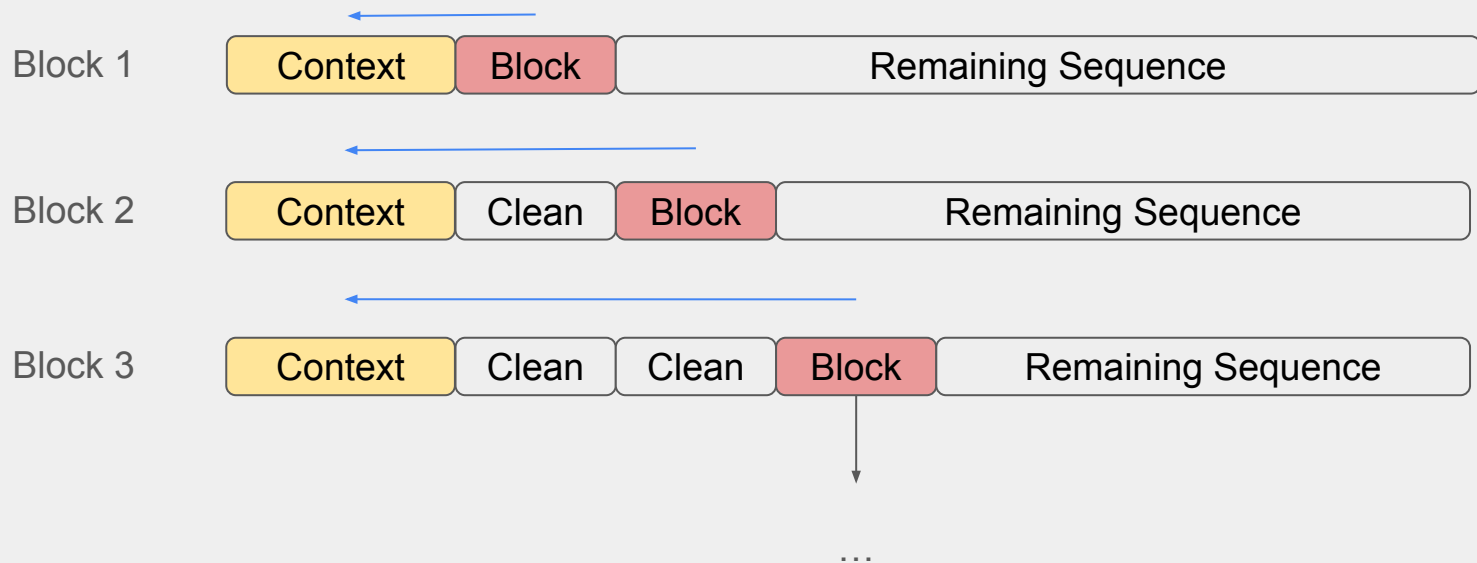 Block 1 Context Block Remaining Sequence
Block 2 Context Clean Block Remaining Sequence
Block 3 Context Clean Clean Block Remaining Sequence
...